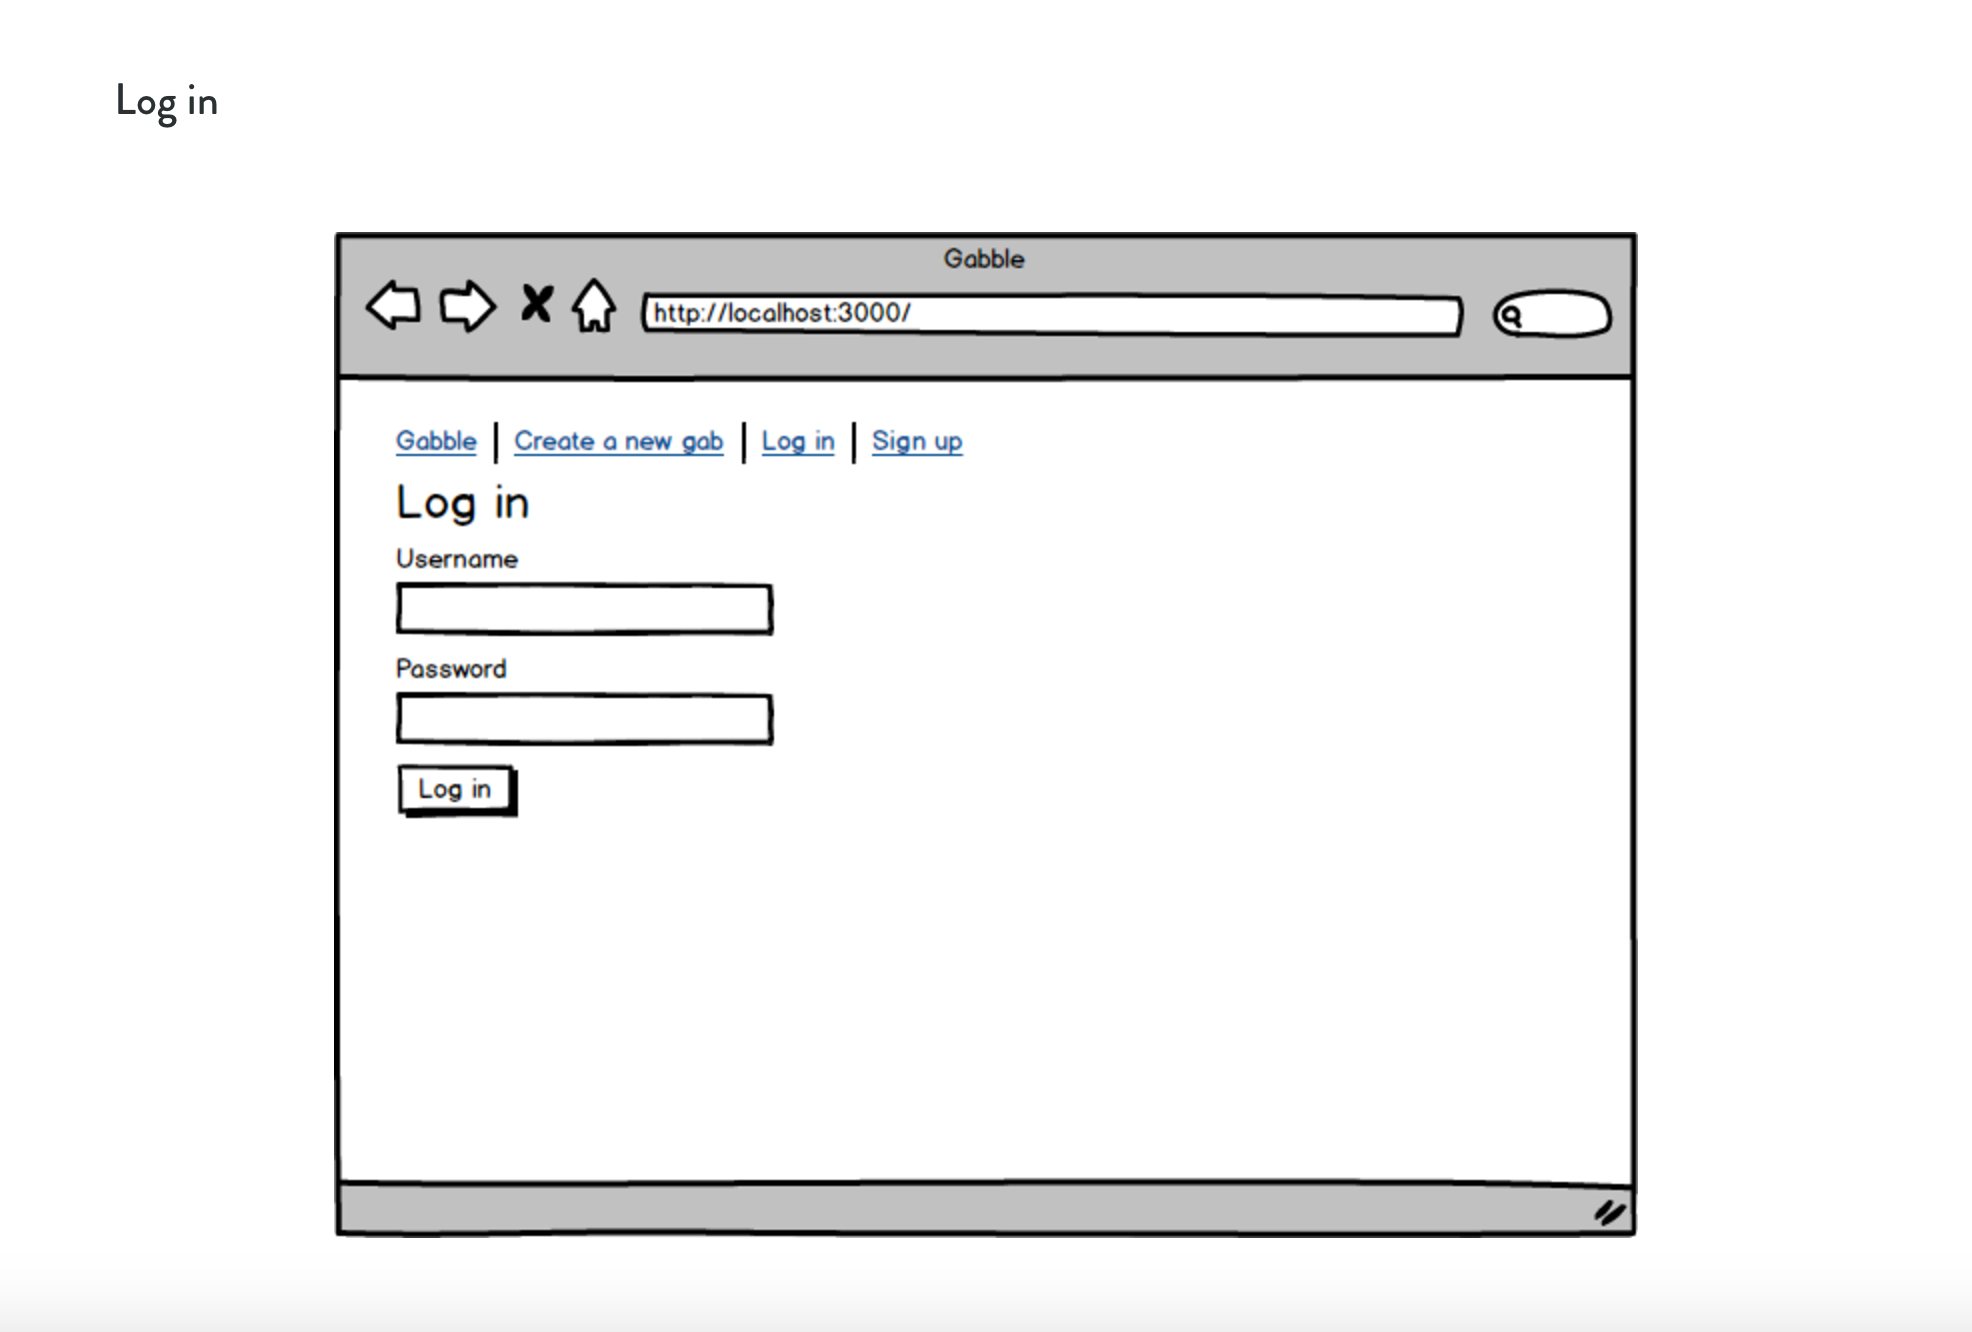 Log in
Gabble
http://localhost:3000/
Gabble | Create a new gab | Log in | Sign up
Log in
Username
Password
Log in